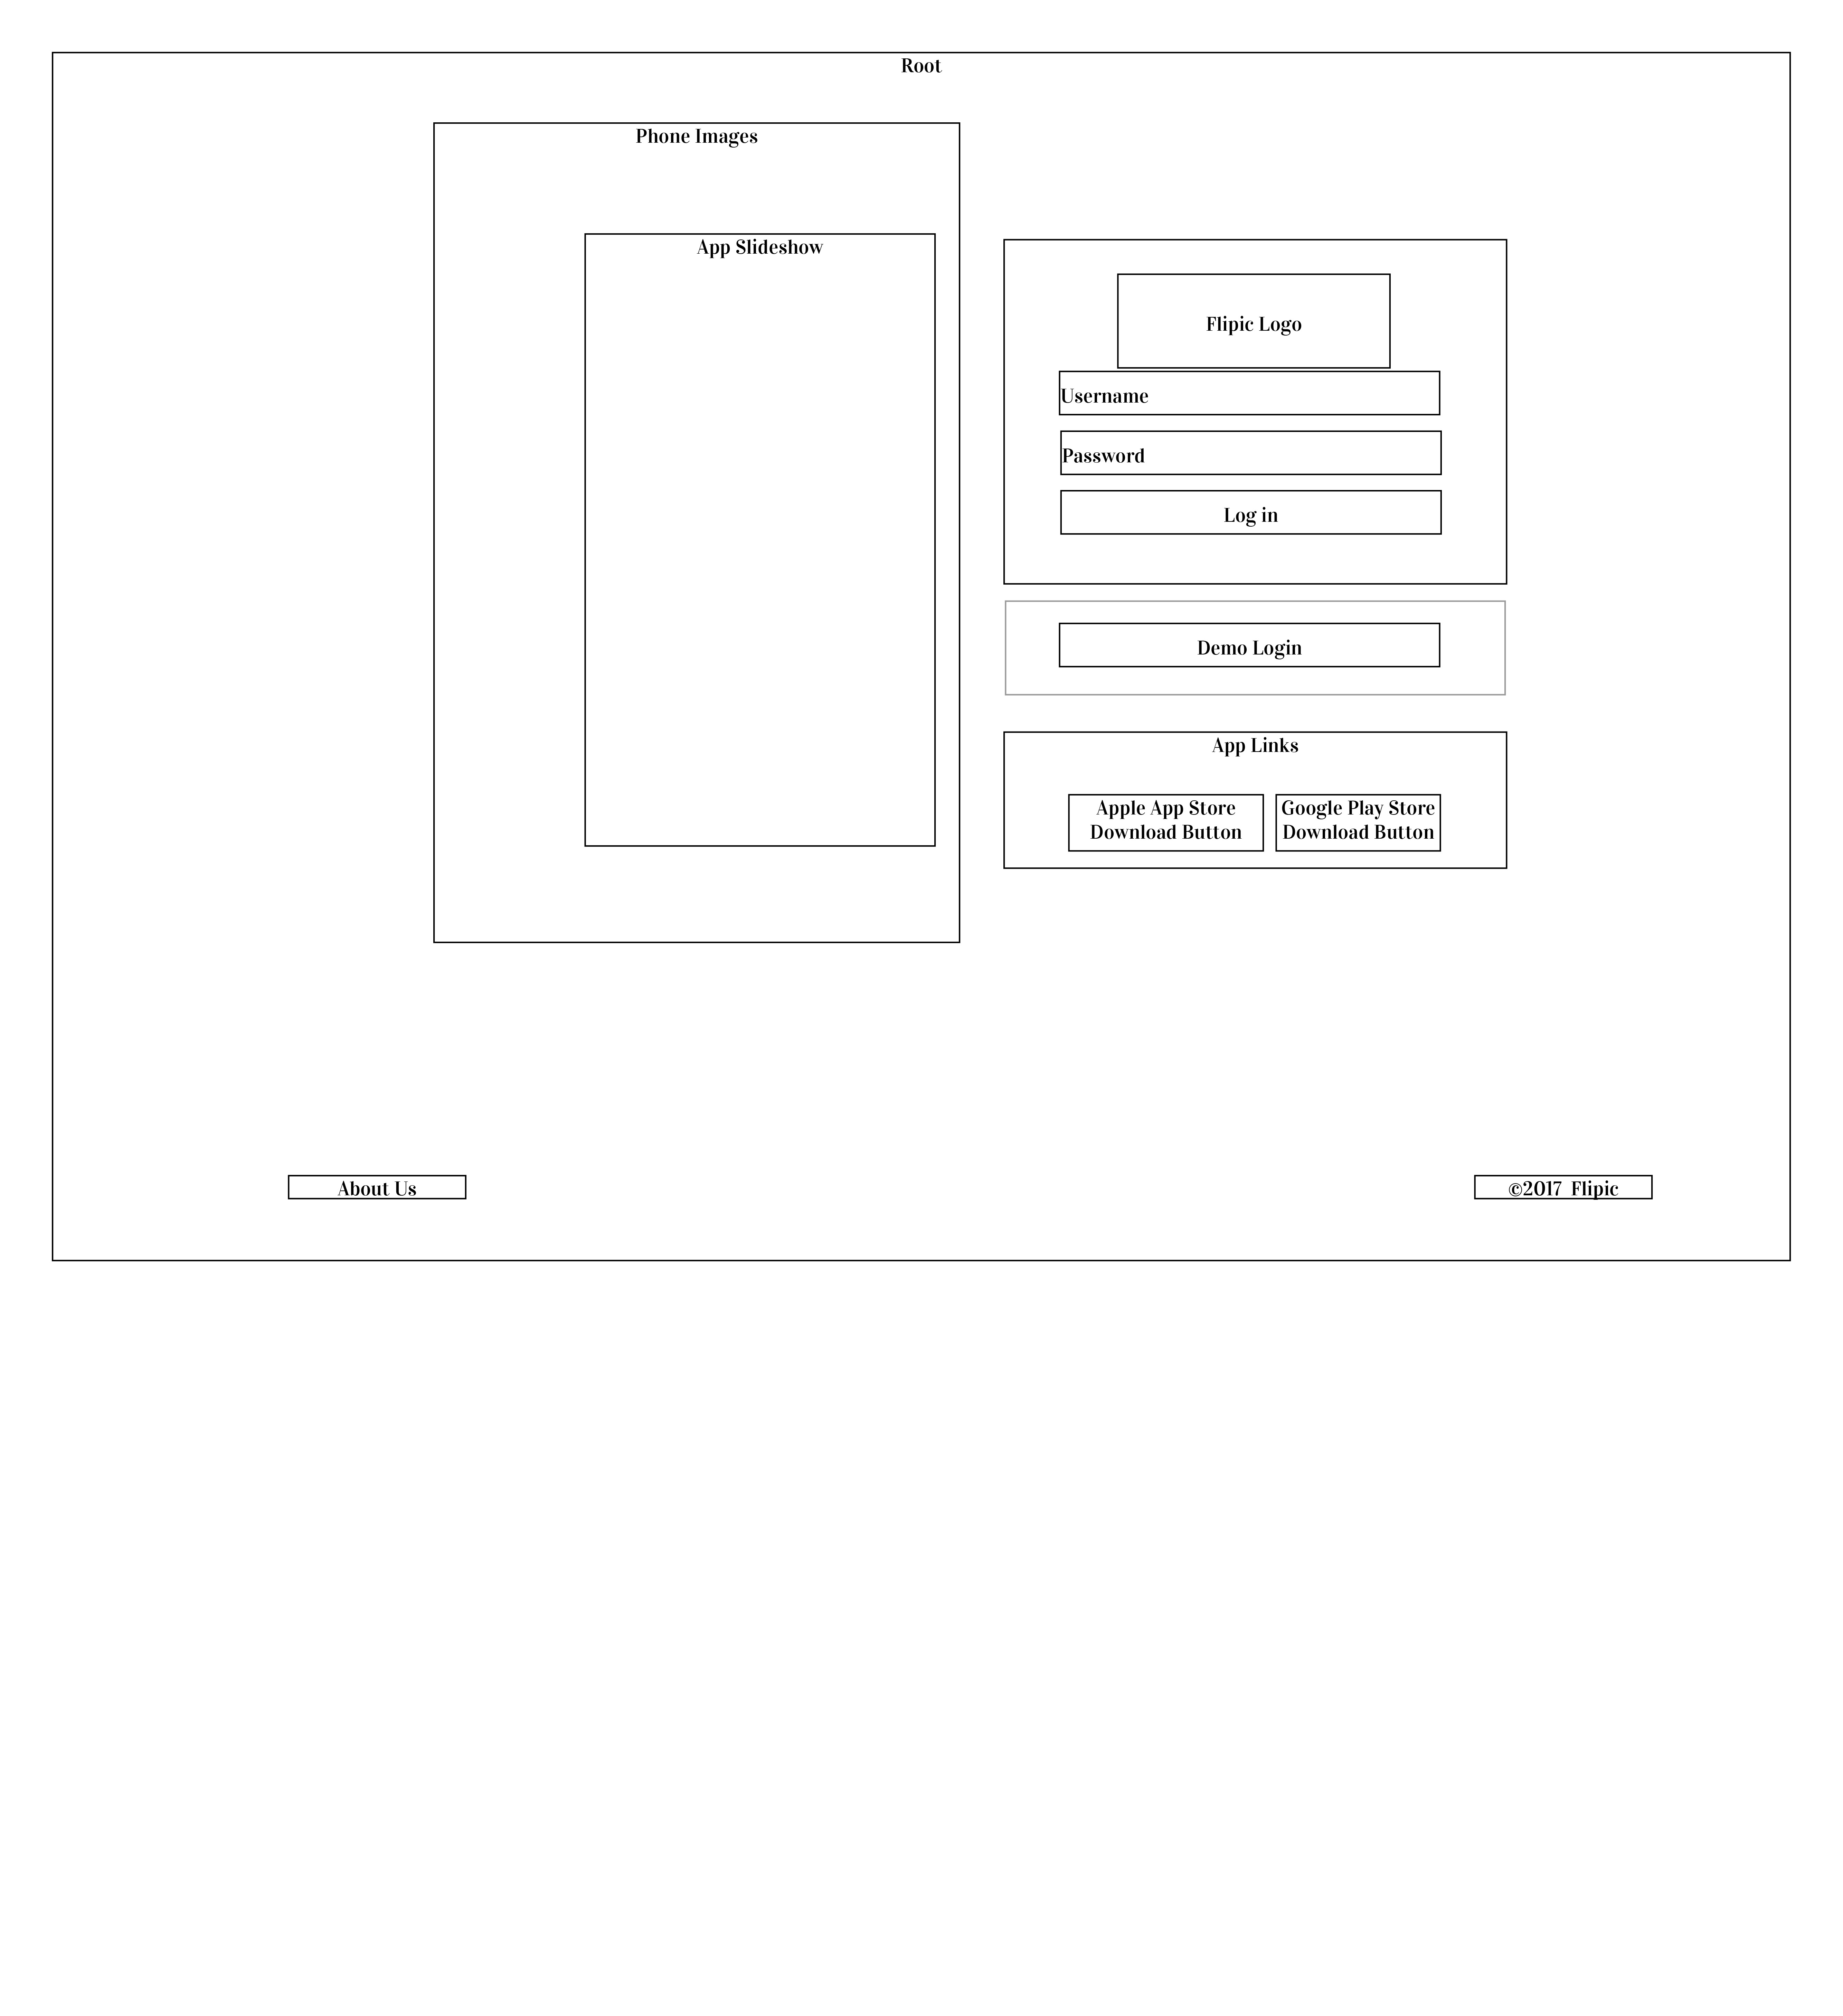 Root
Phone Images
App Slideshow
Flipic Logo
Username
Password
Log in
Demo Login
App Links
Apple App Store
Download Button
Google Play Store
Download Button
About Us
©2017 Flipic